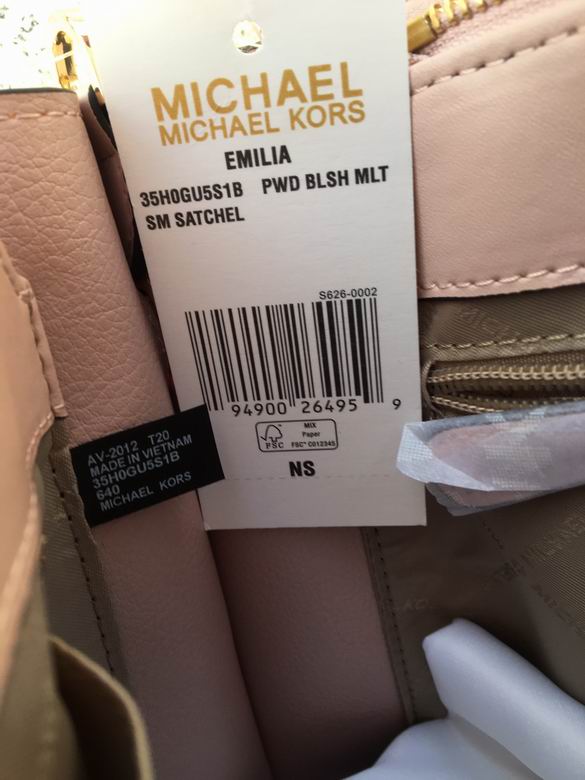 MICHAEL
MICHAEL KORS
EMILIA
35H0GU5S1B PWD BLSH MLT
SM SATCHEL
S626-0002
94900 26495 9
FSC
MIX
Paper
FSC® C012345
NS
AV-2012 T20
MADE IN VIETNAM
35H0GU5S1B
640
MICHAEL KORS